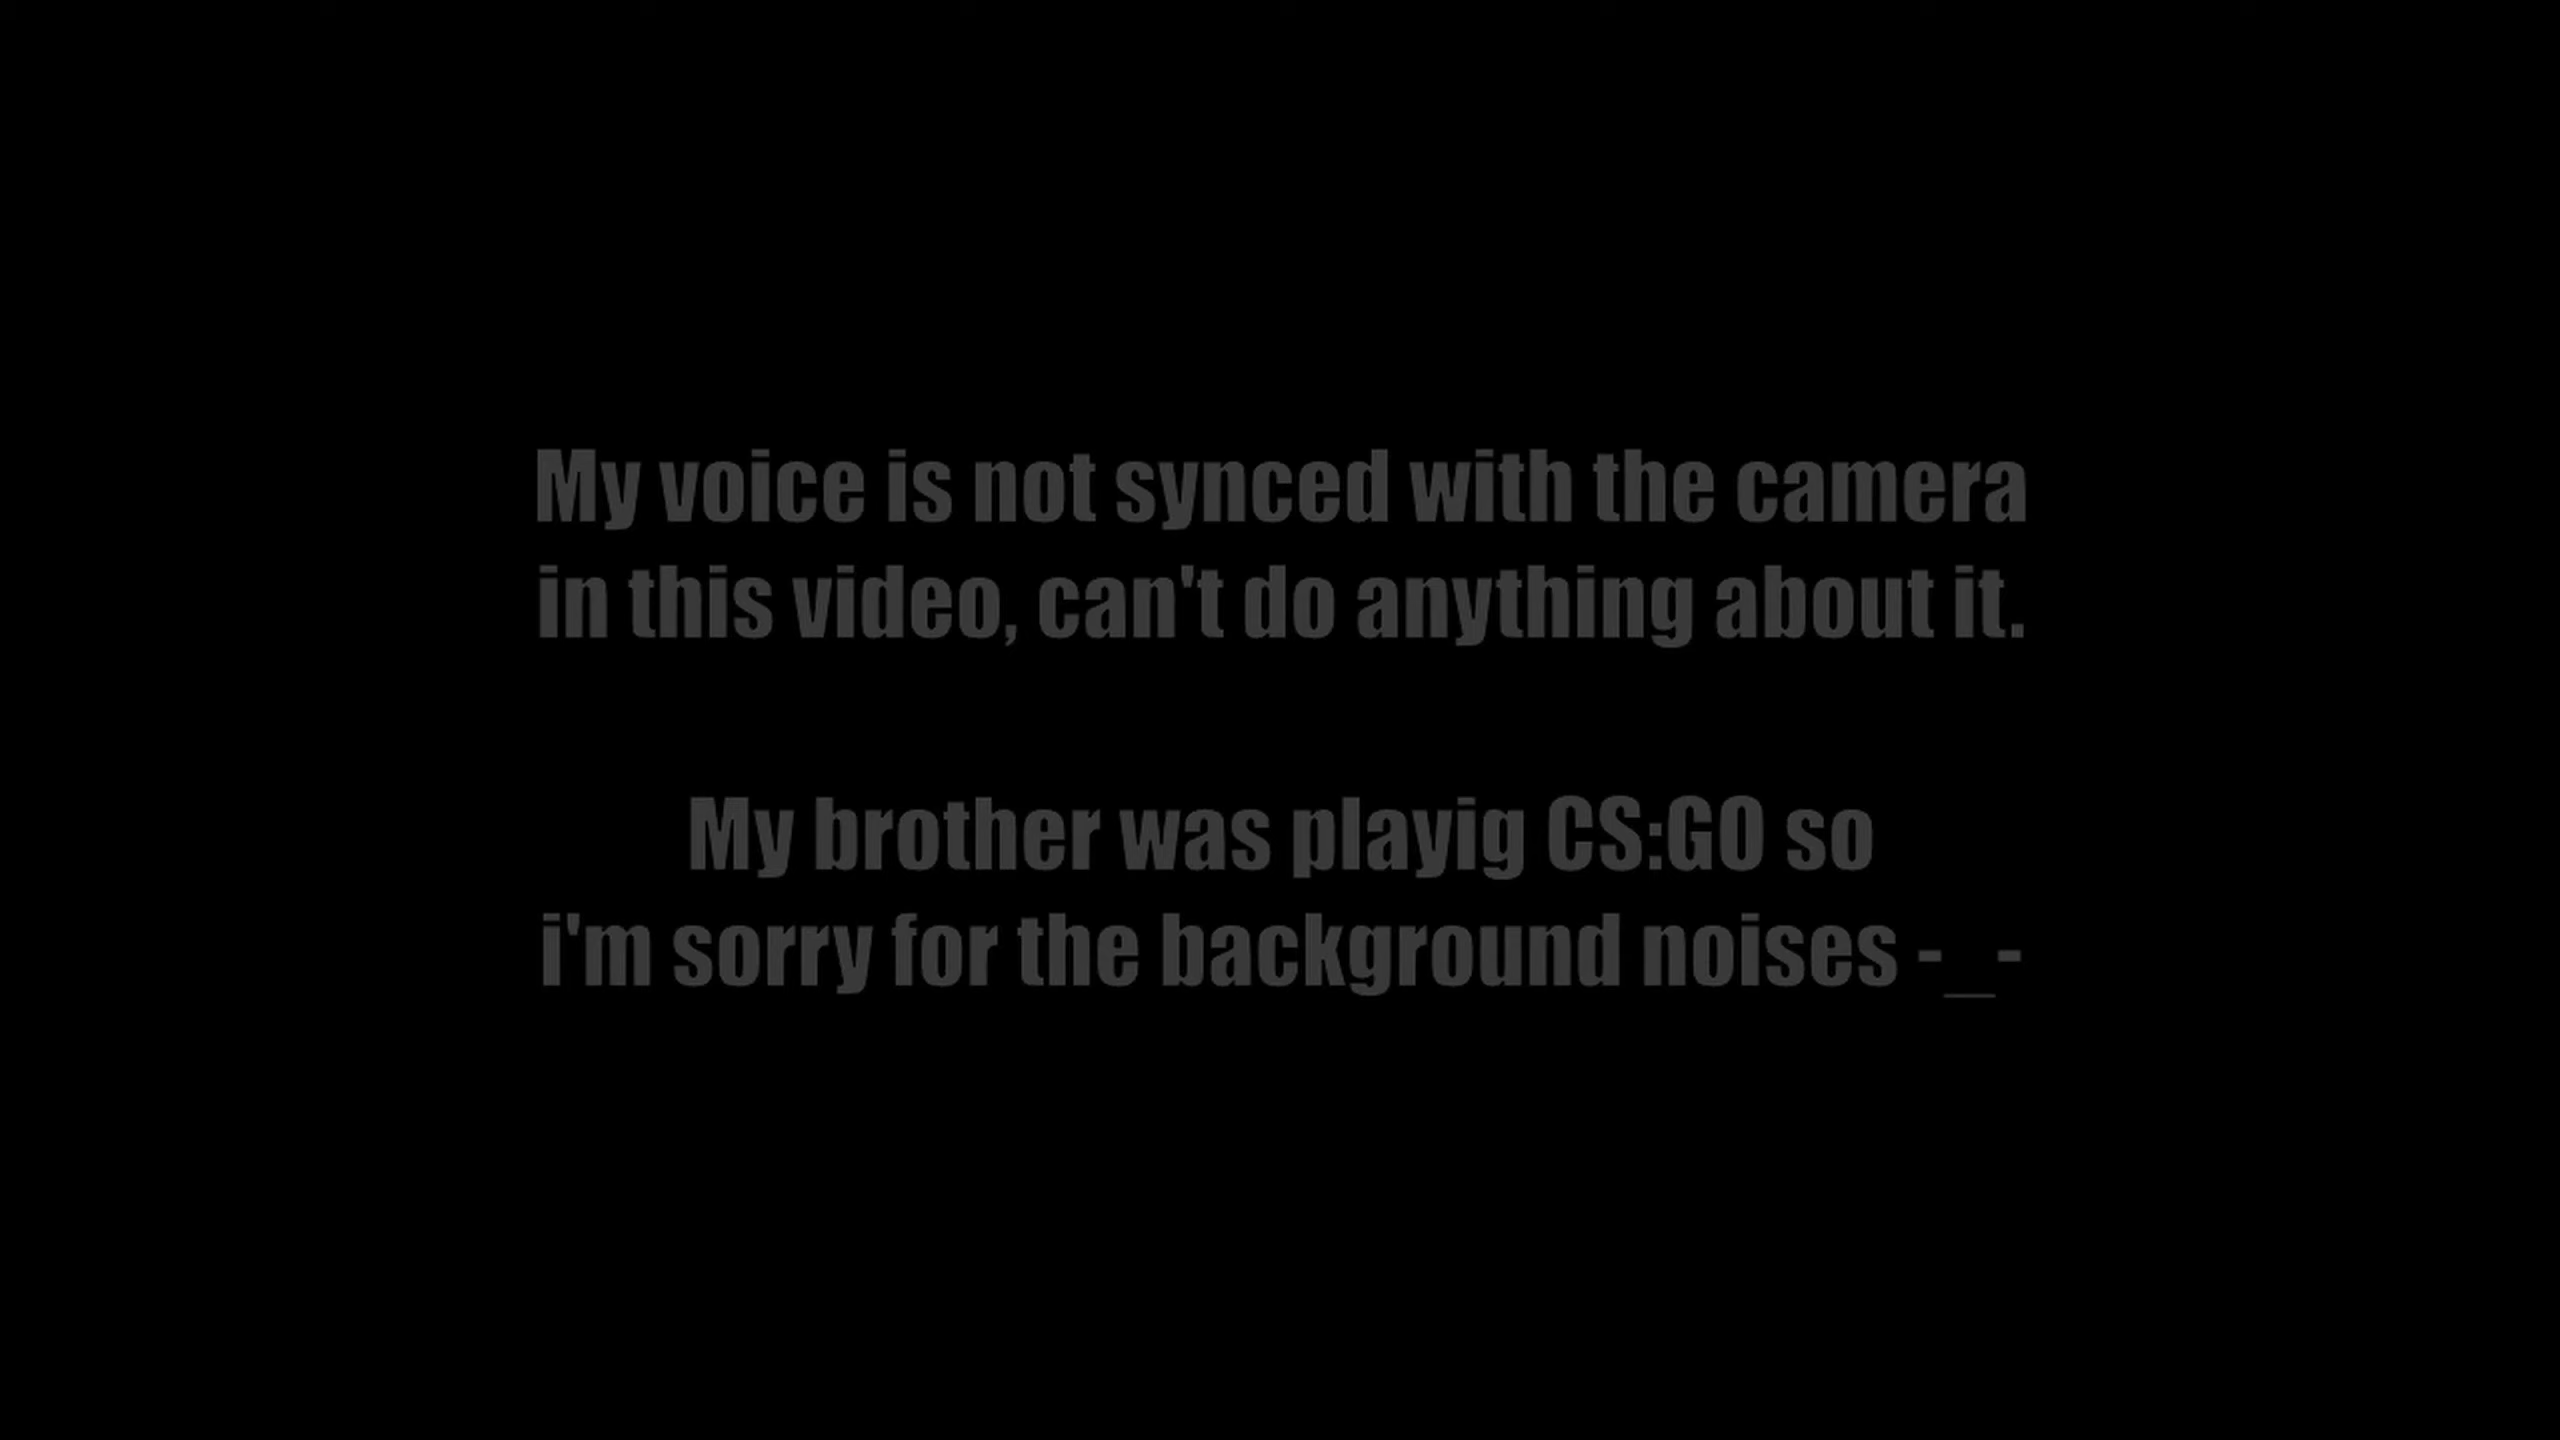 My voice is not synced with the camera
in this video, can't do anything about it.
My brother was playig CS:GO so
i'm sorry for the background noises -_-